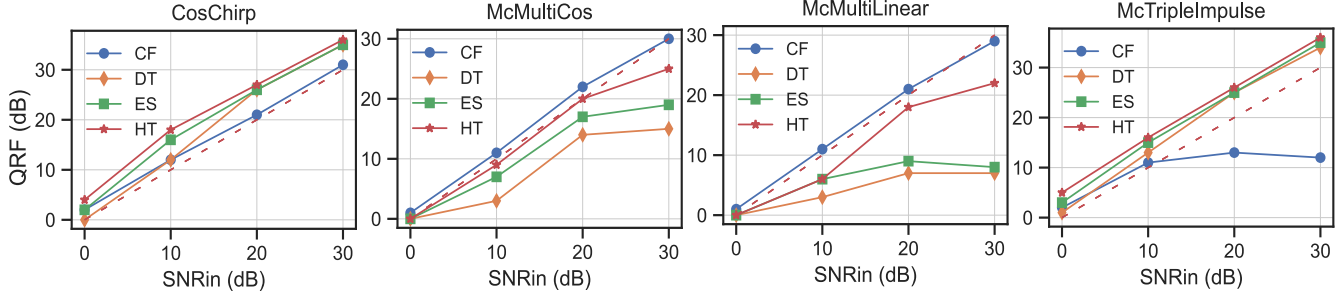 CosChirp
McMultiCos
McMultiLinear
McTripleImpulse
QRF (dB)
30
20
10
0
CF
DT
ES
HT
0
10
20
30
SNRin (dB)
30
20
10
0
CF
DT
ES
HT
0
10
20
30
SNRin (dB)
30
20
10
0
CF
DT
ES
HT
0
10
20
30
SNRin (dB)
30
20
10
0
CF
DT
ES
HT
0
10
20
30
SNRin (dB)